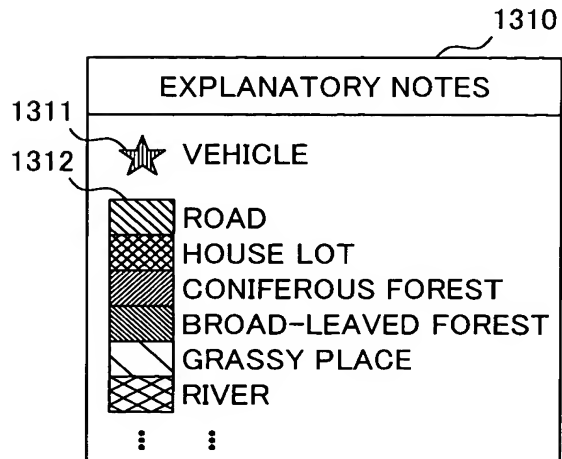 1310
EXPLANATORY NOTES
1311
VEHICLE
1312
ROAD
HOUSE LOT
CONIFEROUS FOREST
BROAD-LEAVED FOREST
GRASSY PLACE
RIVER